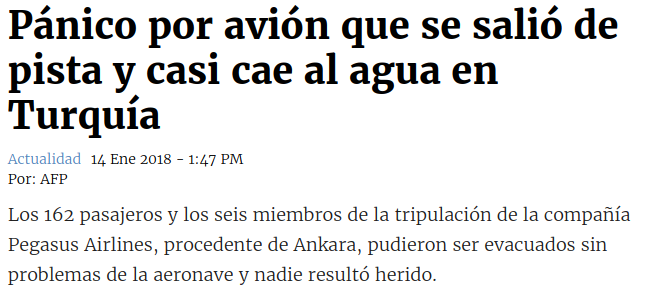 Pánico por avión que se salió de
pista y casi cae al agua en
Turquía
Actualidad 14 Ene 2018 - 1:47 PM
Por: AFP
Los 162 pasajeros y los seis miembros de la tripulación de la compañía
Pegasus Airlines, procedente de Ankara, pudieron ser evacuados sin
problemas de la aeronave y nadie resultó herido.